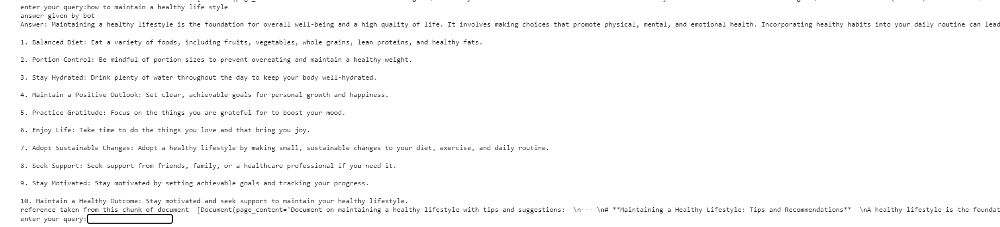 enter your query:how to maintain a healthy life style
answer given by bot
Answer: Maintaining a healthy lifestyle is the foundation for overall well-being and a high quality of life. It involves making choices that promote physical, mental, and emotional health. Incorporating healthy habits into your daily routine can lead
1. Balanced Diet: Eat a variety of foods, including fruits, vegetables, whole grains, lean proteins, and healthy fats.
2. Portion Control: Be mindful of portion sizes to prevent overeating and maintain a healthy weight.
3. Stay Hydrated: Drink plenty of water throughout the day to keep your body well-hydrated.
4. Maintain a Positive Outlook: Set clear, achievable goals for personal growth and happiness.
5. Practice Gratitude: Focus on the things you are grateful for to boost your mood.
6. Enjoy Life: Take time to do the things you love and that bring you joy.
7. Adopt Sustainable Changes: Adopt a healthy lifestyle by making small, sustainable changes to your diet, exercise, and daily routine.
8. Seek Support: Seek support from friends, family, or a healthcare professional if you need it.
9. Stay Motivated: Stay motivated by setting achievable goals and tracking your progress.
10. Maintain a Healthy Outcome: Stay motivated and seek support to maintain your healthy lifestyle.
reference taken from this chunk of document  [Document(page_content='Document on maintaining a healthy lifestyle with tips and suggestions:  \n--- \n# **Maintaining a Healthy Lifestyle: Tips and Recommendations**  \nA healthy lifestyle is the foundat
enter your query: